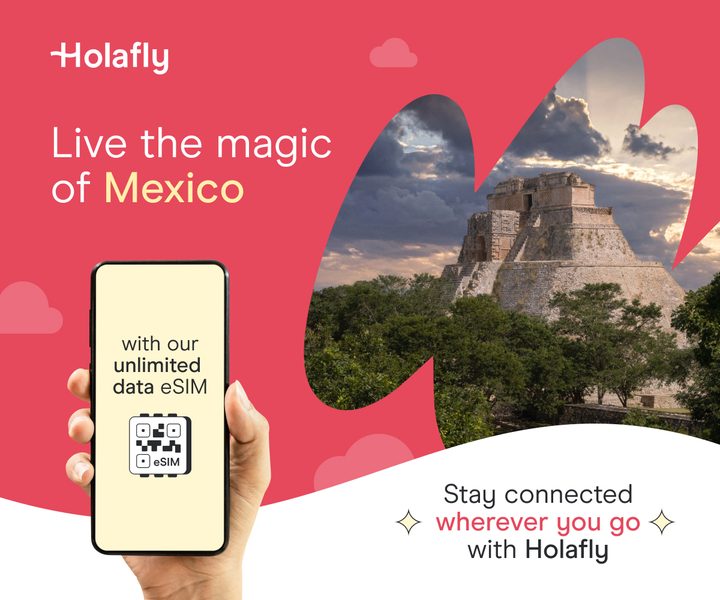 Holafly
Live the magic
of Mexico
with our
unlimited
data eSIM
eSIM
Stay connected
wherever you go
with Holafly